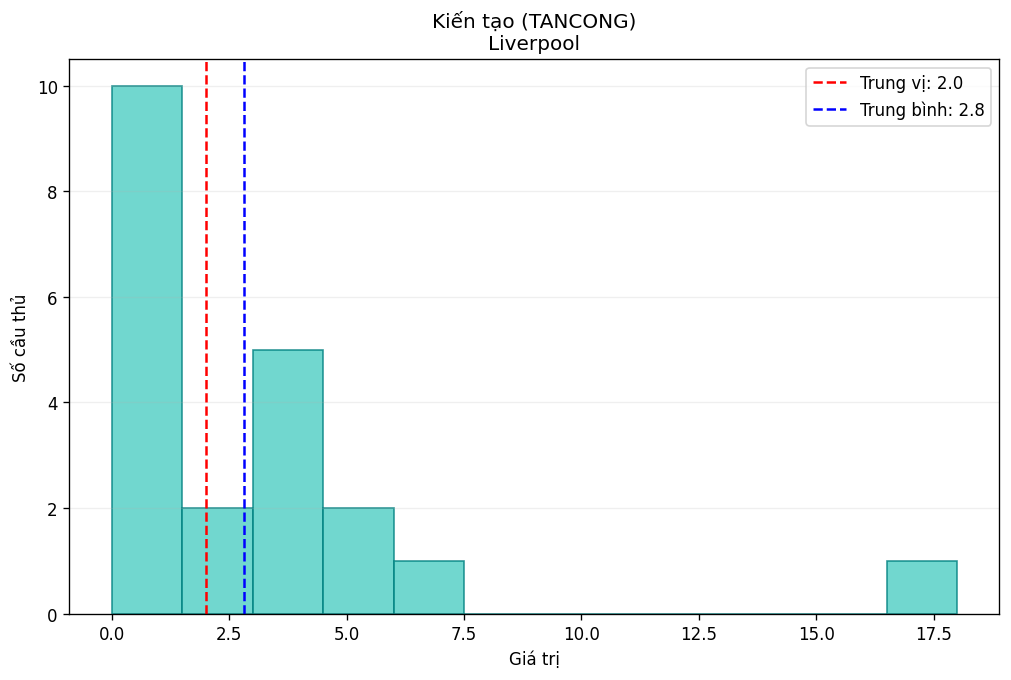 Kiến tạo (TANCONG)
Liverpool
Trung vị: 2.0
Trung bình: 2.8
Số cầu thủ
10
8
6
4
2
0
0.0 2.5 5.0 7.5 10.0 12.5 15.0 17.5
Giá trị